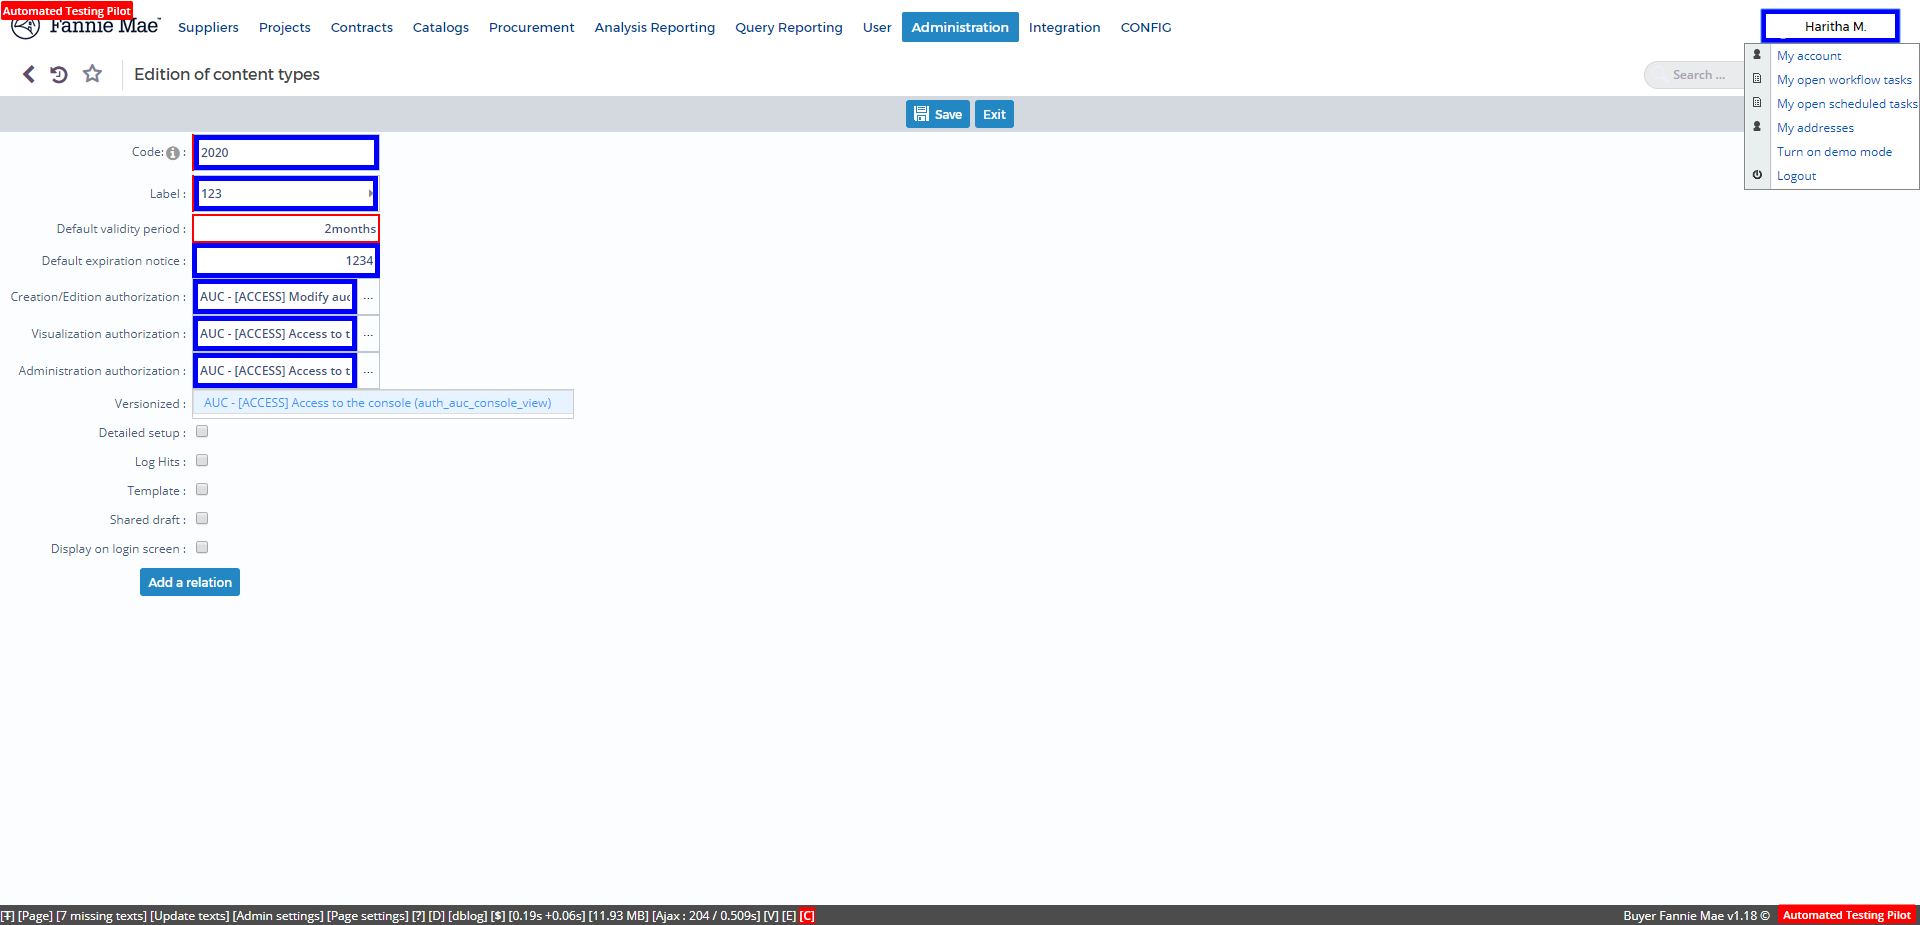 Automated Testing Pilot
Fannie Mae™
Suppliers Projects Contracts Catalogs Procurement Analysis Reporting Query Reporting User Administration Integration CONFIG
Haritha M.
My account
My open workflow tasks
My open scheduled tasks
My addresses
Turn on demo mode
Logout
Edition of content types
Search ...
Save Exit
Code: :
2020
Label :
123
Default validity period :
2months
Default expiration notice :
1234
Creation/Edition authorization :
AUC - [ACCESS] Modify auc ...
Visualization authorization :
AUC - [ACCESS] Access to t ...
Administration authorization :
AUC - [ACCESS] Access to t ...
Versionized :
AUC - [ACCESS] Access to the console (auth_auc_console_view)
Detailed setup :
Log Hits :
Template :
Shared draft :
Display on login screen :
Add a relation
[T] [Page] [7 missing texts] [Update texts] [Admin settings] [Page settings] [?] [D] [dblog] [$] [0.19s +0.06s] [11.93 MB] [Ajax : 204 / 0.509s] [V] [E] [C]
Buyer Fannie Mae v1.18 ©
Automated Testing Pilot